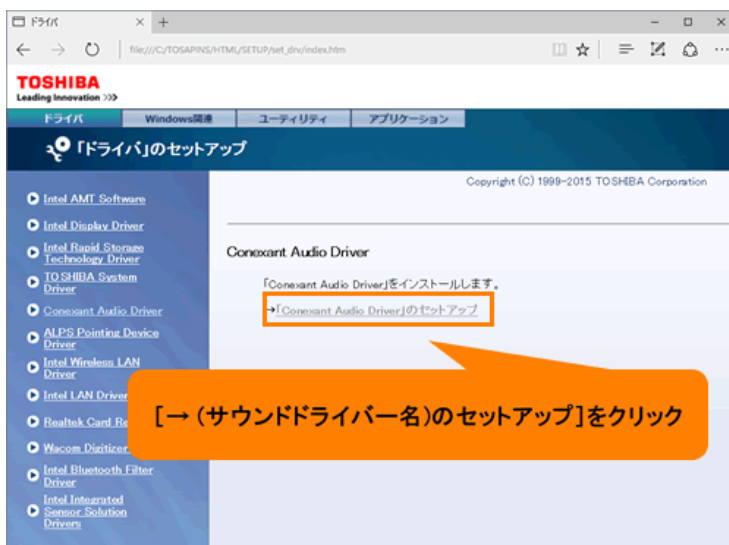 ドライバ
file:///C:/TOSAPINS/HTML/SETUP/set_drv/index.htm
TOSHIBA
Leading Innovation >>>
ドライバ
Windows関連
ユーティリティ
アプリケーション
「ドライバ」のセットアップ
Copyright (C) 1999-2015 TOSHIBA Corporation
Intel AMT Software
Intel Display Driver
Intel Rapid Storage
Technology Driver
TOSHIBA System
Driver
Conexant Audio Driver
ALPS Pointing Device
Driver
Intel Wireless LAN
Driver
Intel LAN Driver
Realtek Card
Wacom Digitizer
Intel Bluetooth Filter
Driver
Intel Integrated
Sensor Solution
Drivers
Conexant Audio Driver
「Conexant Audio Driver」をインストールします。
→「Conexant Audio Driver」のセットアップ
[→(サウンドドライバー名)のセットアップ]をクリック